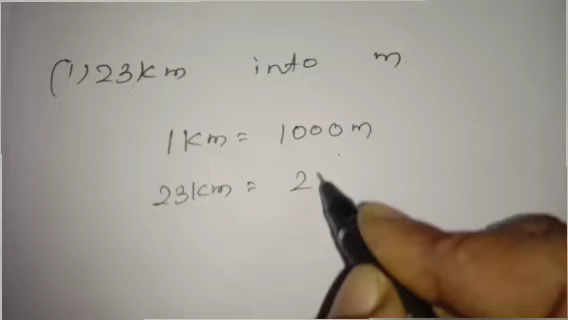 (1) 23km into m
1km = 1000m
23km = 2